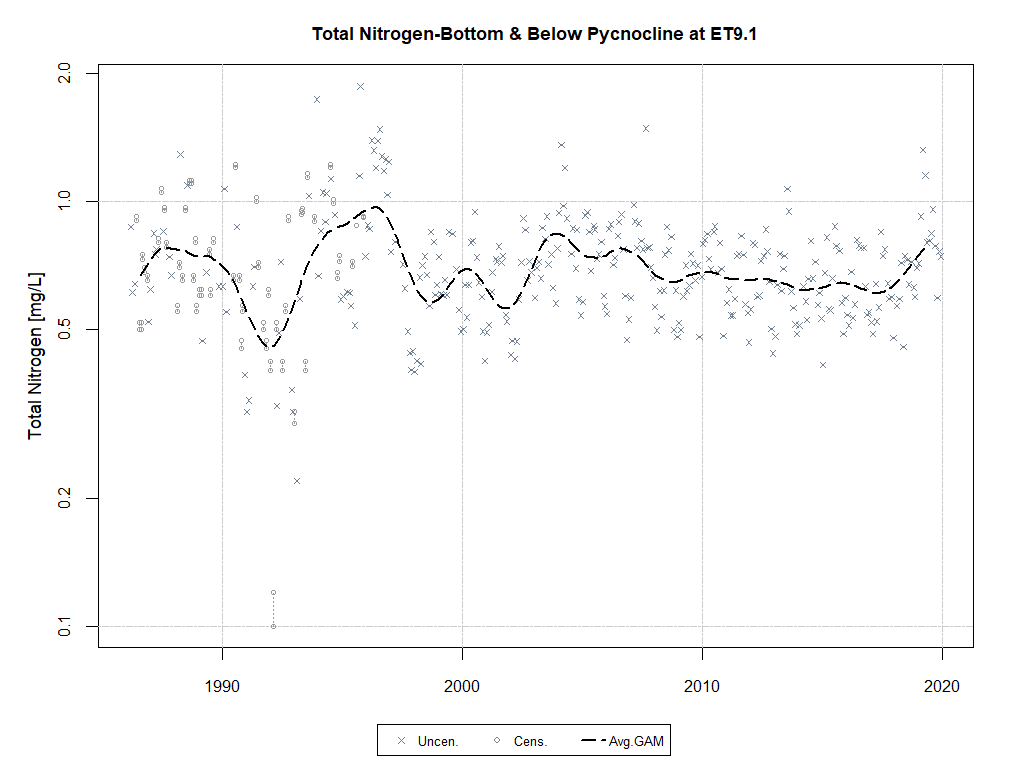 Total Nitrogen-Bottom & Below Pycnocline at ET9.1
Total Nitrogen [mg/L]
2.0
1.0
0.5
0.2
0.1
1990 2000 2010 2020
Uncen. Cens. Avg.GAM